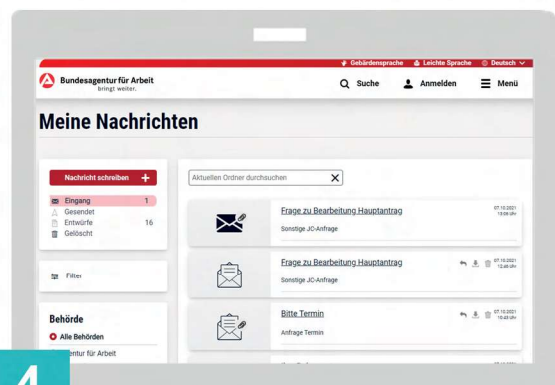 Gebärdensprache Leichte Sprache Deutsch
Bundesagentur für Arbeit
bringt weiter.
Suche Anmelden Menü
Meine Nachrichten
Nachricht schreiben +
Eingang 1
Gesendet
Entwürfe 16
Gelöscht
Filter
Behörde
Alle Behörden
entur für Arbeit
Aktuellen Ordner durchsuchen X
Frage zu Bearbeitung Hauptantrag
07.10.2021
Sonstige JC-Anfrage
Frage zu Bearbeitung Hauptantrag
07.10.2021
Sonstige JC-Anfrage
Bitte Termin
07.10.2021
Anfrage Termin
4